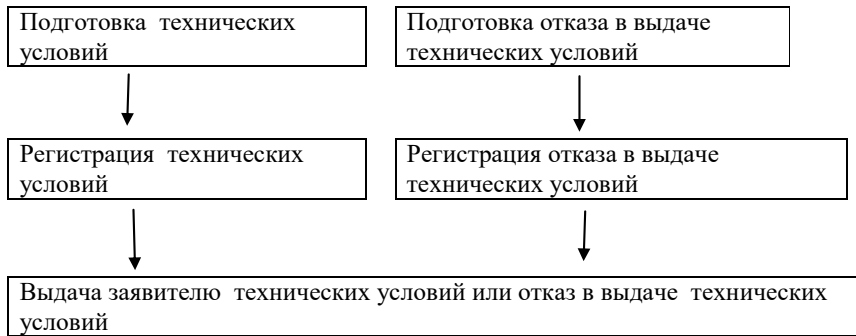 Подготовка технических
условий
Подготовка отказа в выдаче
технических условий
Регистрация технических
условий
Регистрация отказа в выдаче
технических условий
Выдача заявителю технических условий или отказ в выдаче технических
условий